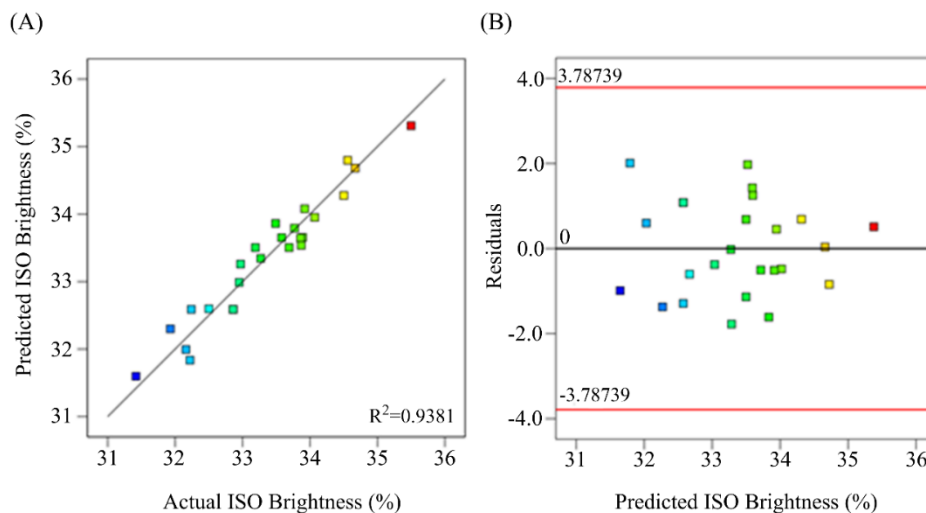 (A)
Predicted ISO Brightness (%)
36
35
34
33
32
31
R²=0.9381
31 32 33 34 35 36
Actual ISO Brightness (%)
(B)
Residuals
4.0
3.78739
2.0
0.0
0
-2.0
-3.78739
-4.0
31 32 33 34 35 36
Predicted ISO Brightness (%)